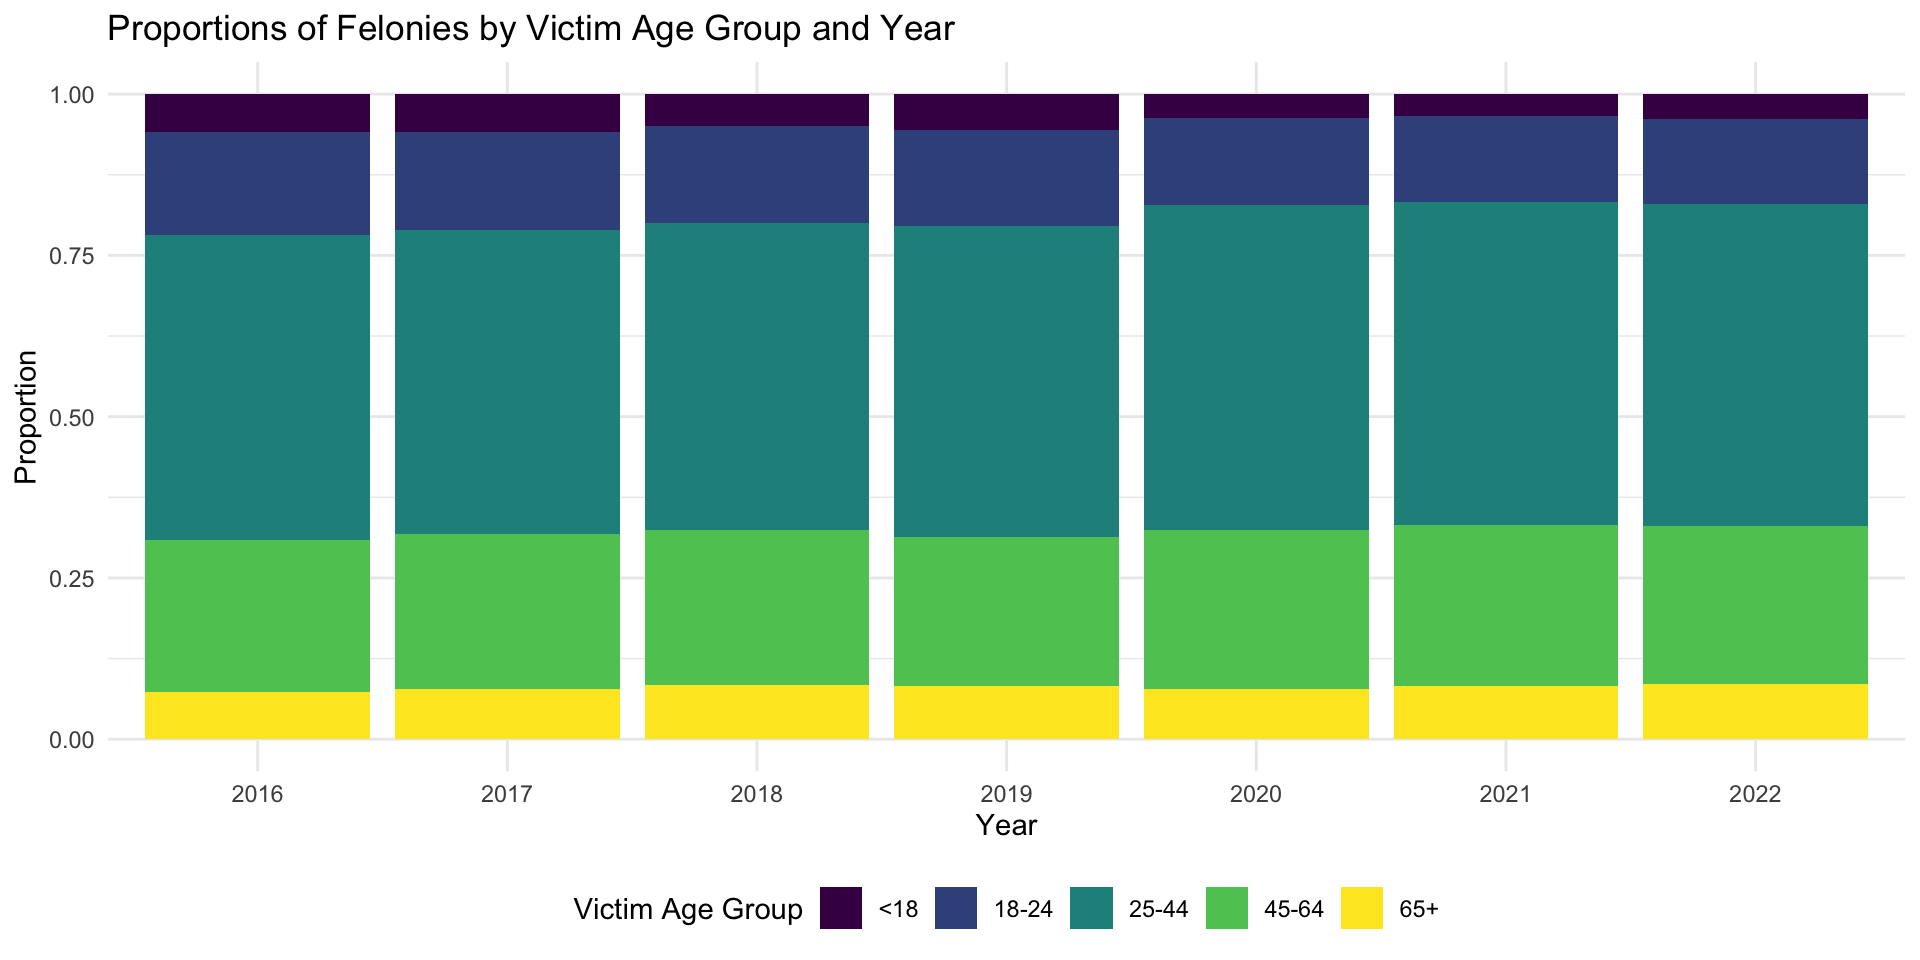 Proportions of Felonies by Victim Age Group and Year
1.00
0.75
0.50
0.25
0.00
Proportion
2016 2017 2018 2019 2020 2021 2022
Year
Victim Age Group <18 18-24 25-44 45-64 65+